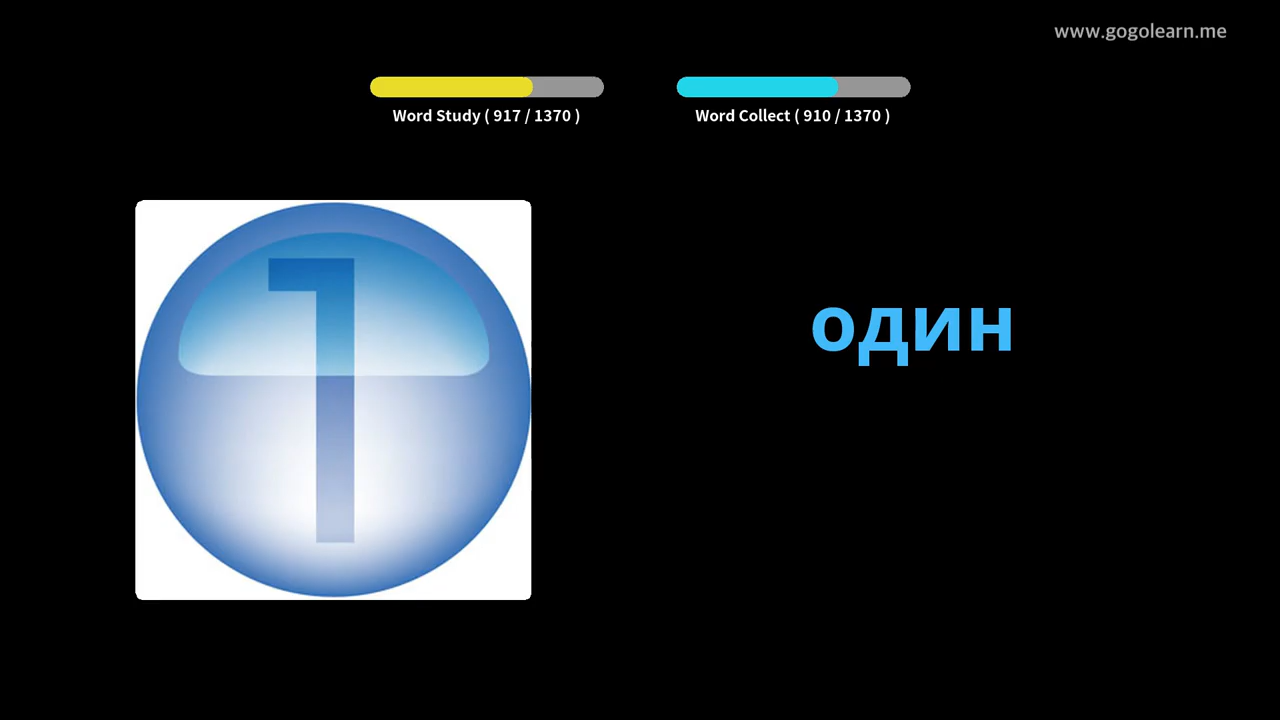 www.gogolearn.me
Word Study ( 917 / 1370 )
Word Collect ( 910 / 1370 )
1
один